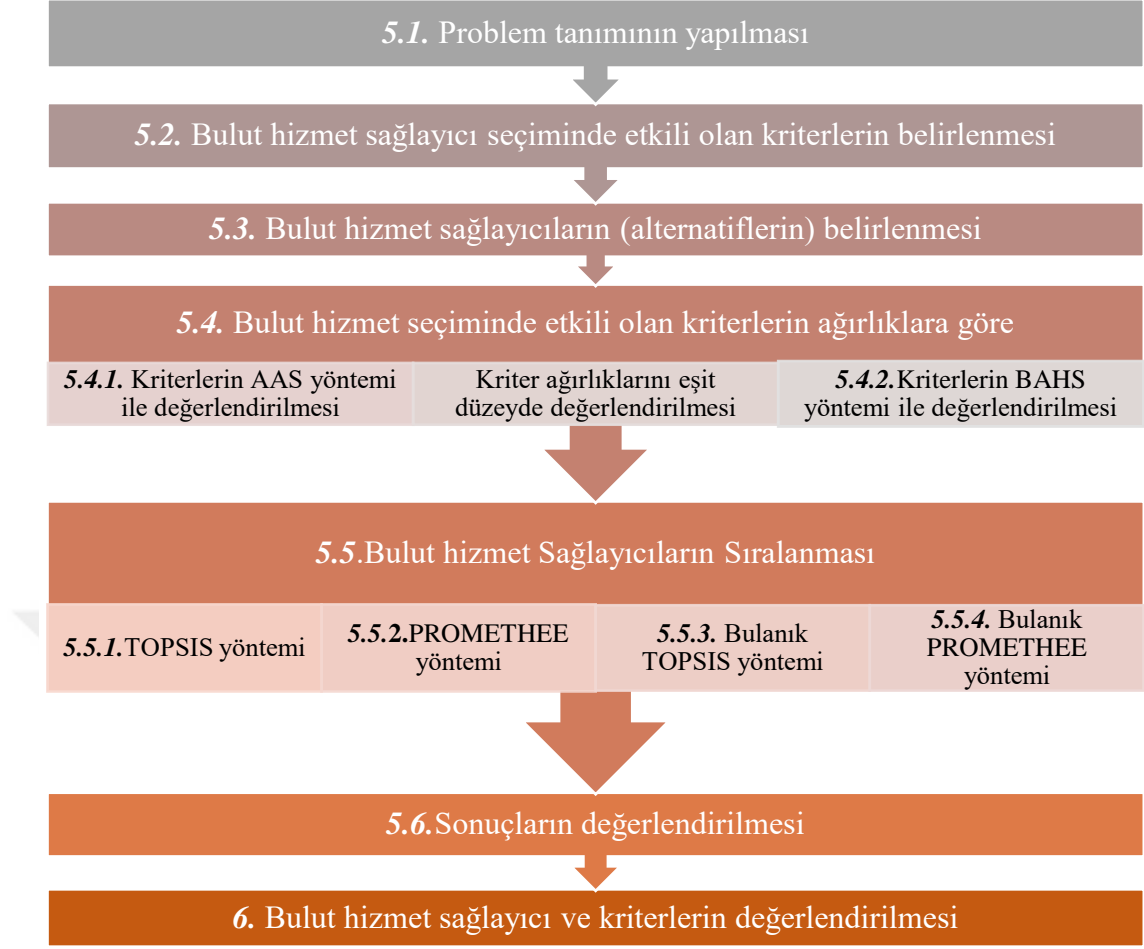 5.1. Problem tanımının yapılması
5.2. Bulut hizmet sağlayıcı seçiminde etkili olan kriterlerin belirlenmesi
5.3. Bulut hizmet sağlayıcıların (alternatiflerin) belirlenmesi
5.4. Bulut hizmet seçiminde etkili olan kriterlerin ağırlıklara göre
5.4.1. Kriterlerin AAS yöntemi
ile değerlendirilmesi
Kriter ağırlıklarını eşit
düzeyde değerlendirilmesi
5.4.2.Kriterlerin BAHS
yöntemi ile değerlendirilmesi
5.5.Bulut hizmet Sağlayıcıların Sıralanması
5.5.1.TOPSIS yöntemi
5.5.2.PROMETHEE
yöntemi
5.5.3. Bulanık
TOPSIS yöntemi
5.5.4. Bulanık
PROMETHEE
yöntemi
5.6.Sonuçların değerlendirilmesi
6. Bulut hizmet sağlayıcı ve kriterlerin değerlendirilmesi